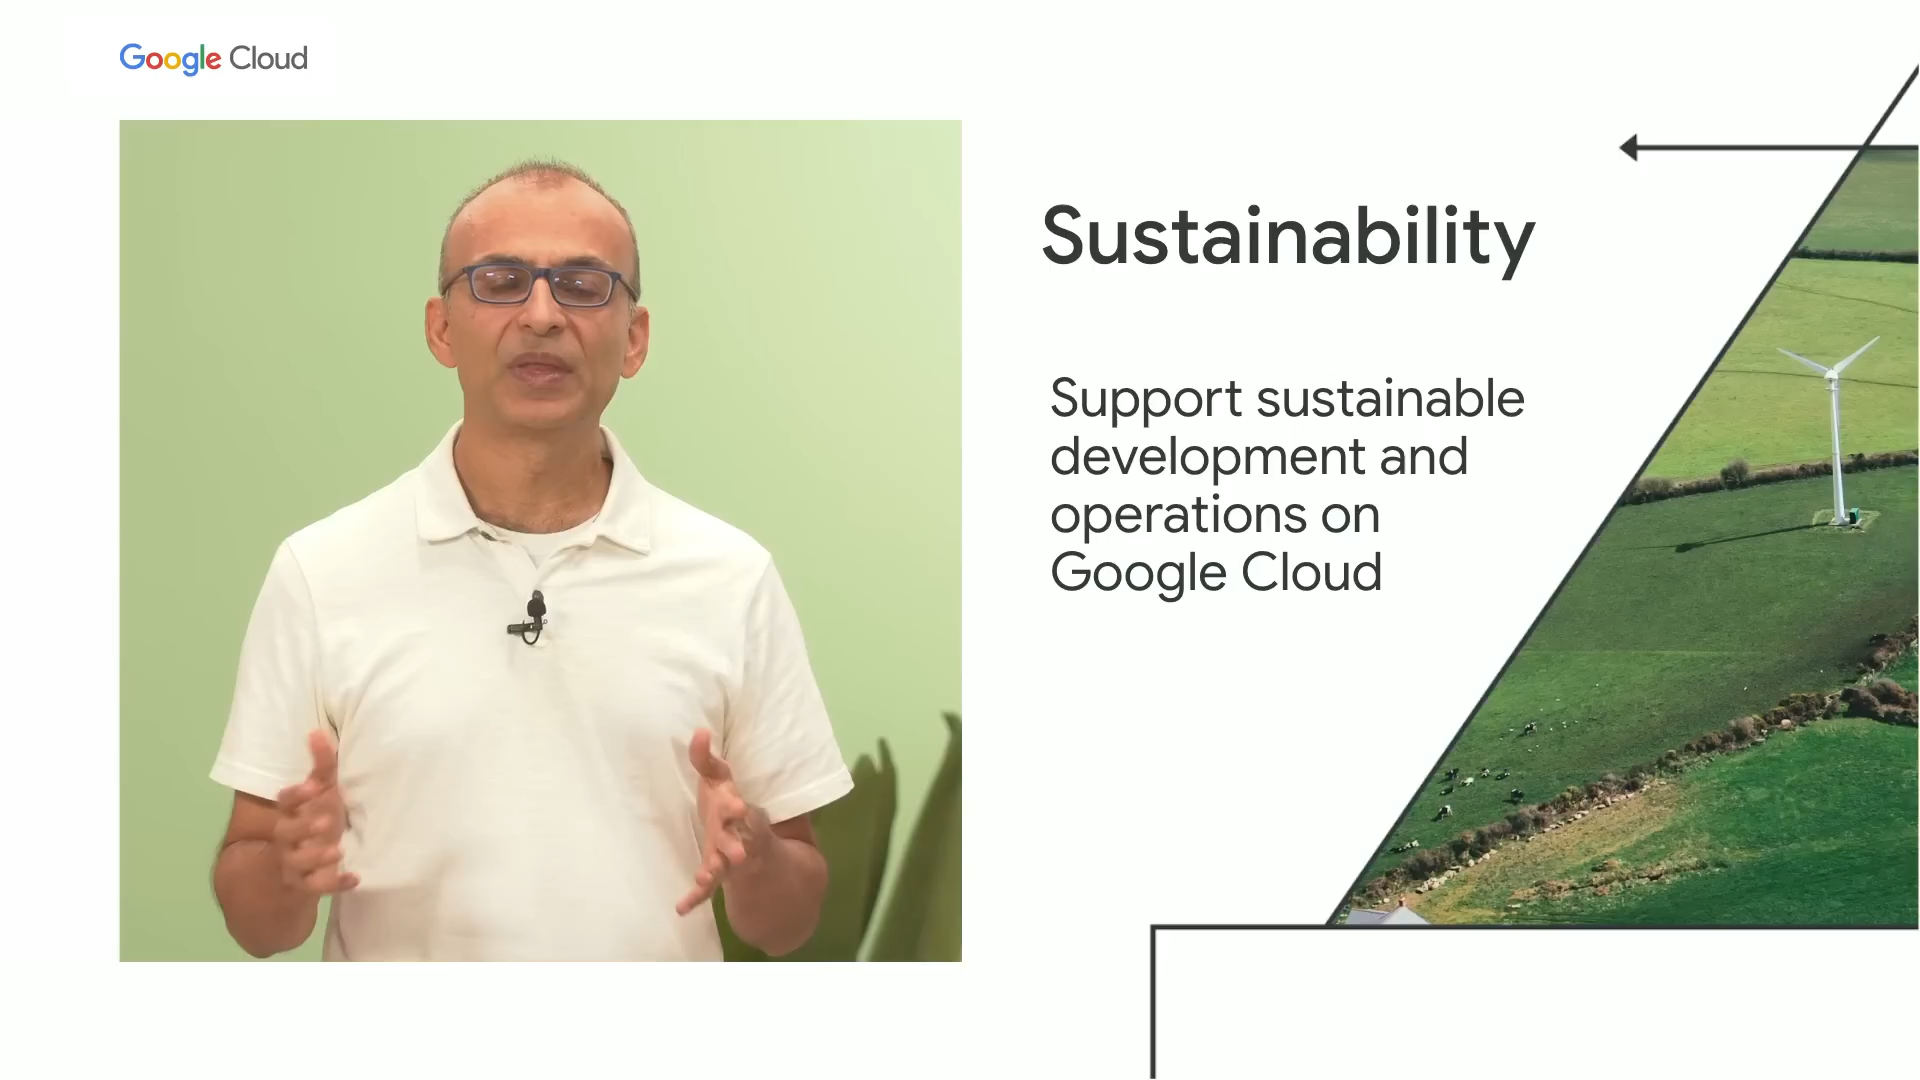 Google Cloud
Sustainability
Support sustainable
development and
operations on
Google Cloud